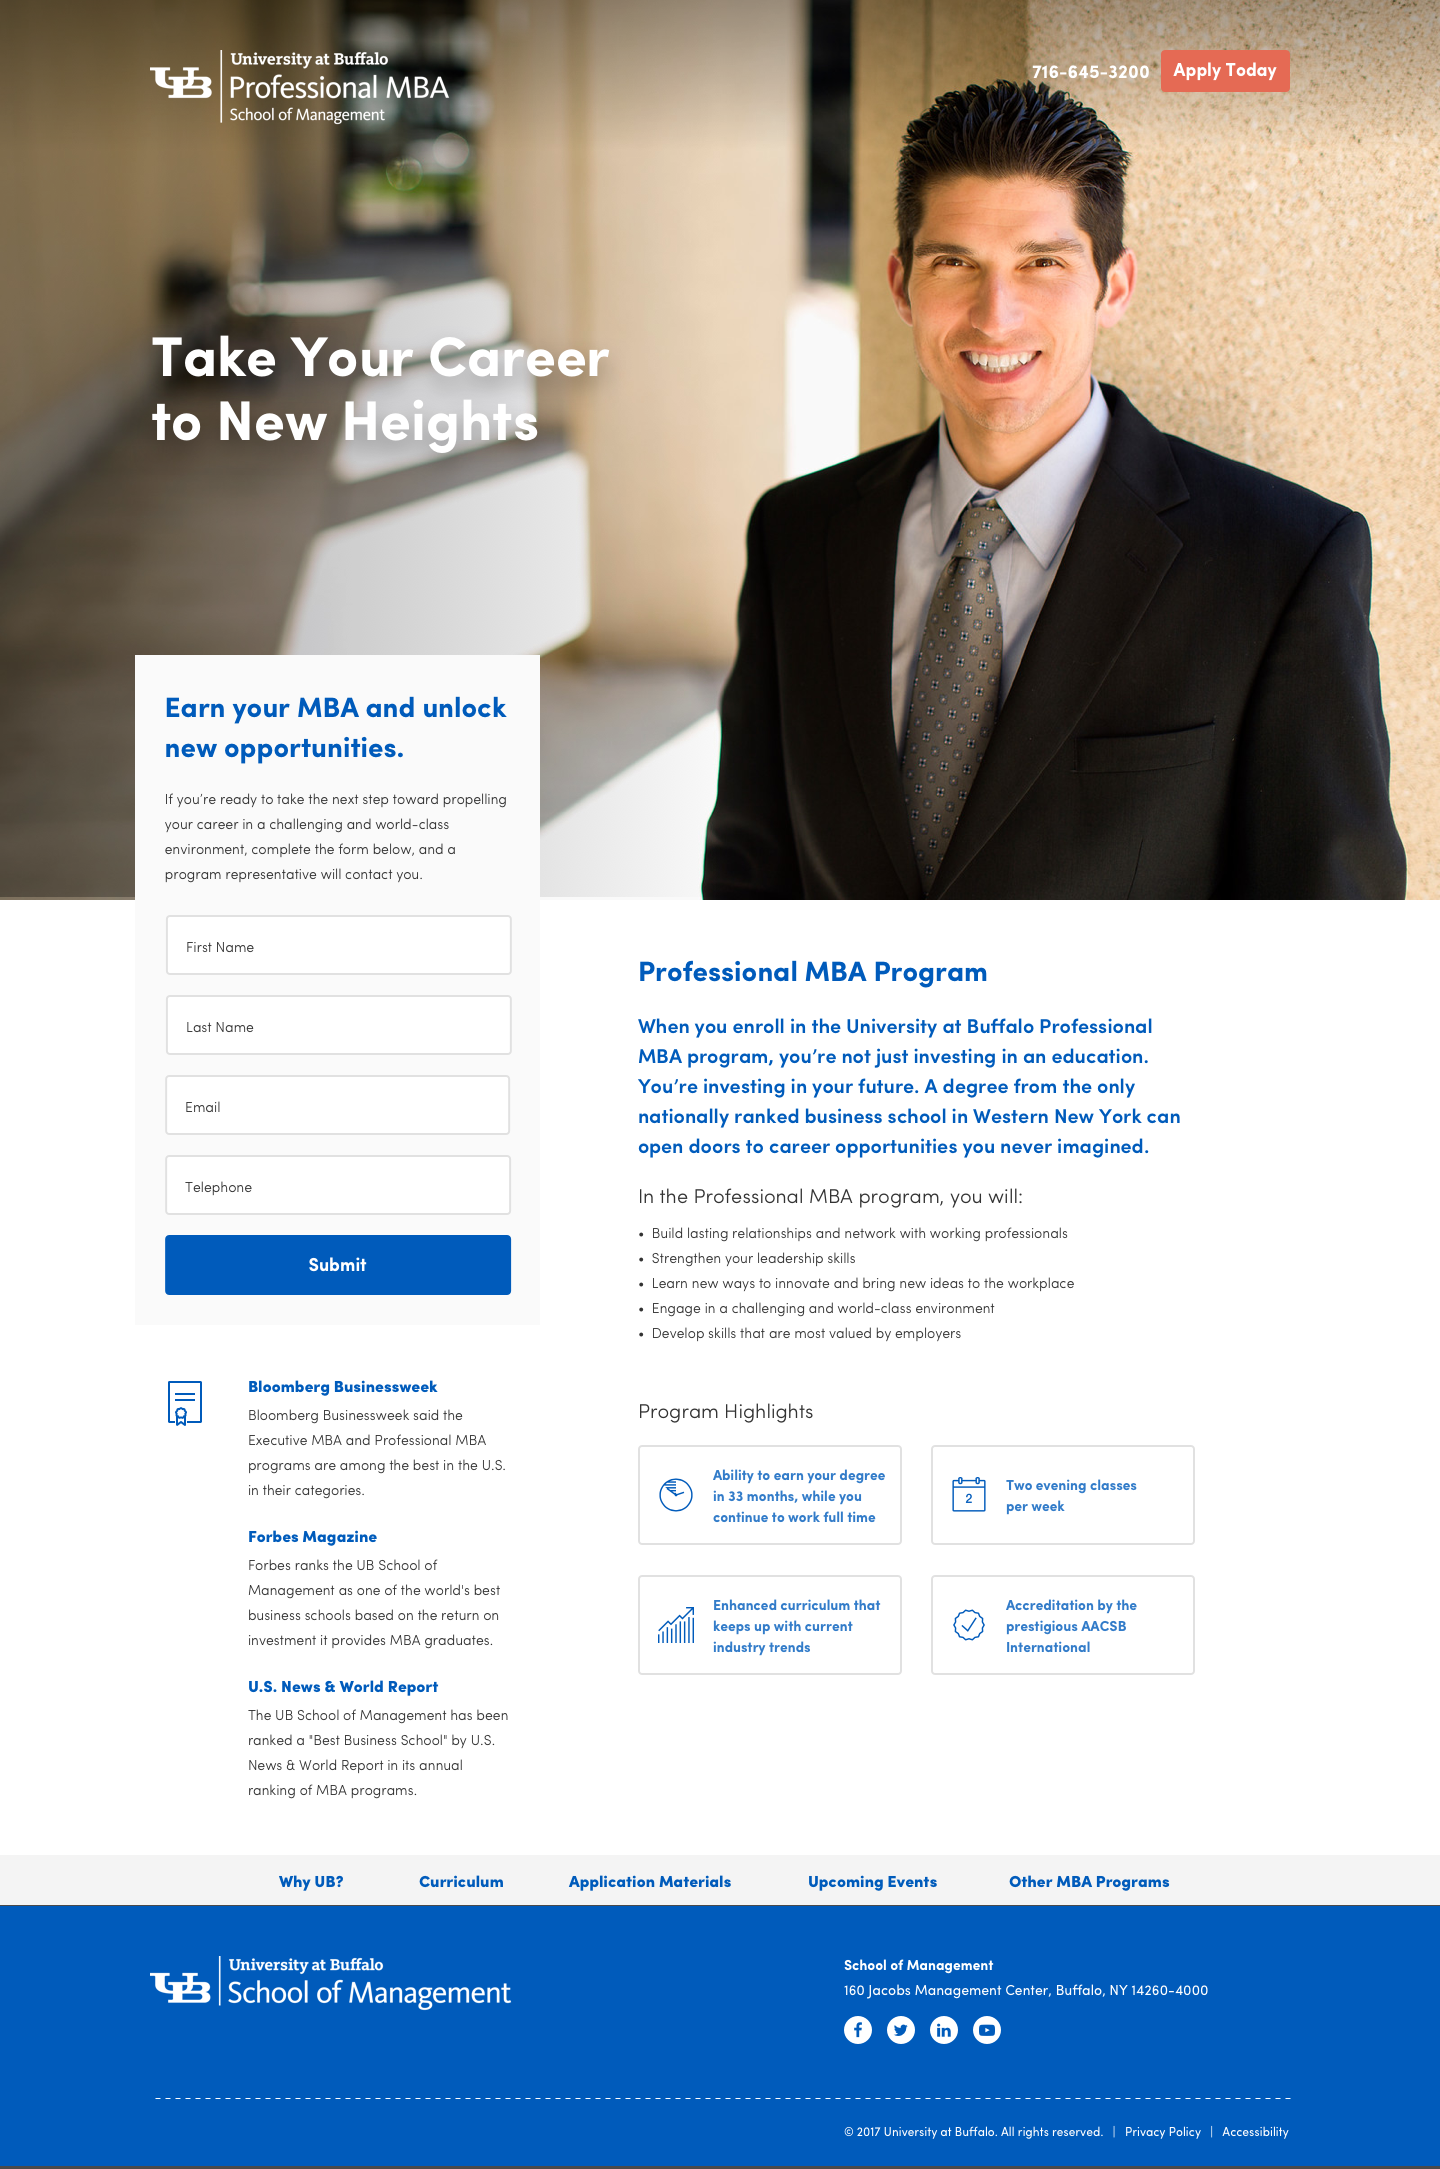 UB
University at Buffalo
Professional MBA
School of Management
716-645-3200
Apply Today
Take Your Career
to New Heights
Earn your MBA and unlock
new opportunities.
If you’re ready to take the next step toward propelling
your career in a challenging and world-class
environment, complete the form below, and a
program representative will contact you.
First Name
Last Name
Email
Telephone
Submit
Bloomberg Businessweek
Bloomberg Businessweek said the
Executive MBA and Professional MBA
programs are among the best in the U.S.
in their categories.
Forbes Magazine
Forbes ranks the UB School of
Management as one of the world's best
business schools based on the return on
investment it provides MBA graduates.
U.S. News & World Report
The UB School of Management has been
ranked a "Best Business School" by U.S.
News & World Report in its annual
ranking of MBA programs.
Professional MBA Program
When you enroll in the University at Buffalo Professional
MBA program, you’re not just investing in an education.
You’re investing in your future. A degree from the only
nationally ranked business school in Western New York can
open doors to career opportunities you never imagined.
In the Professional MBA program, you will:
• Build lasting relationships and network with working professionals
• Strengthen your leadership skills
• Learn new ways to innovate and bring new ideas to the workplace
• Engage in a challenging and world-class environment
• Develop skills that are most valued by employers
Program Highlights
Ability to earn your degree
in 33 months, while you
continue to work full time
2
Two evening classes
per week
Enhanced curriculum that
keeps up with current
industry trends
Accreditation by the
prestigious AACSB
International
Why UB?
Curriculum
Application Materials
Upcoming Events
Other MBA Programs
UB
University at Buffalo
School of Management
School of Management
160 Jacobs Management Center, Buffalo, NY 14260-4000
f
in
© 2017 University at Buffalo. All rights reserved. | Privacy Policy | Accessibility